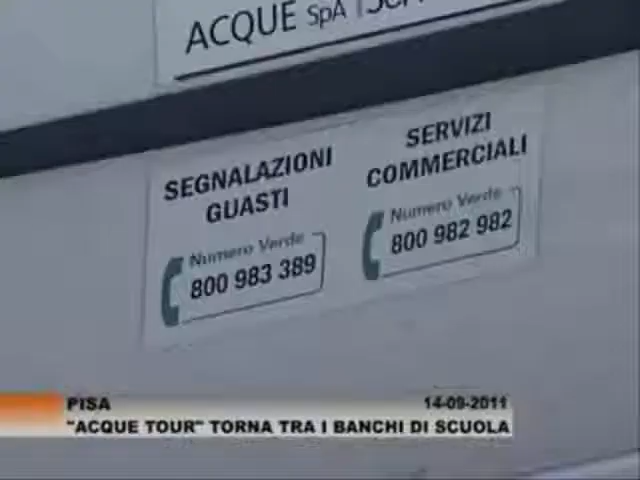 ACQUE SpA
SEGNALAZIONI
GUASTI
Numero Verde
800 983 389
SERVIZI
COMMERCIALI
Numero Verde
800 982 982
PISA 14-09-2011
"ACQUE TOUR" TORNA TRA I BANCHI DI SCUOLA